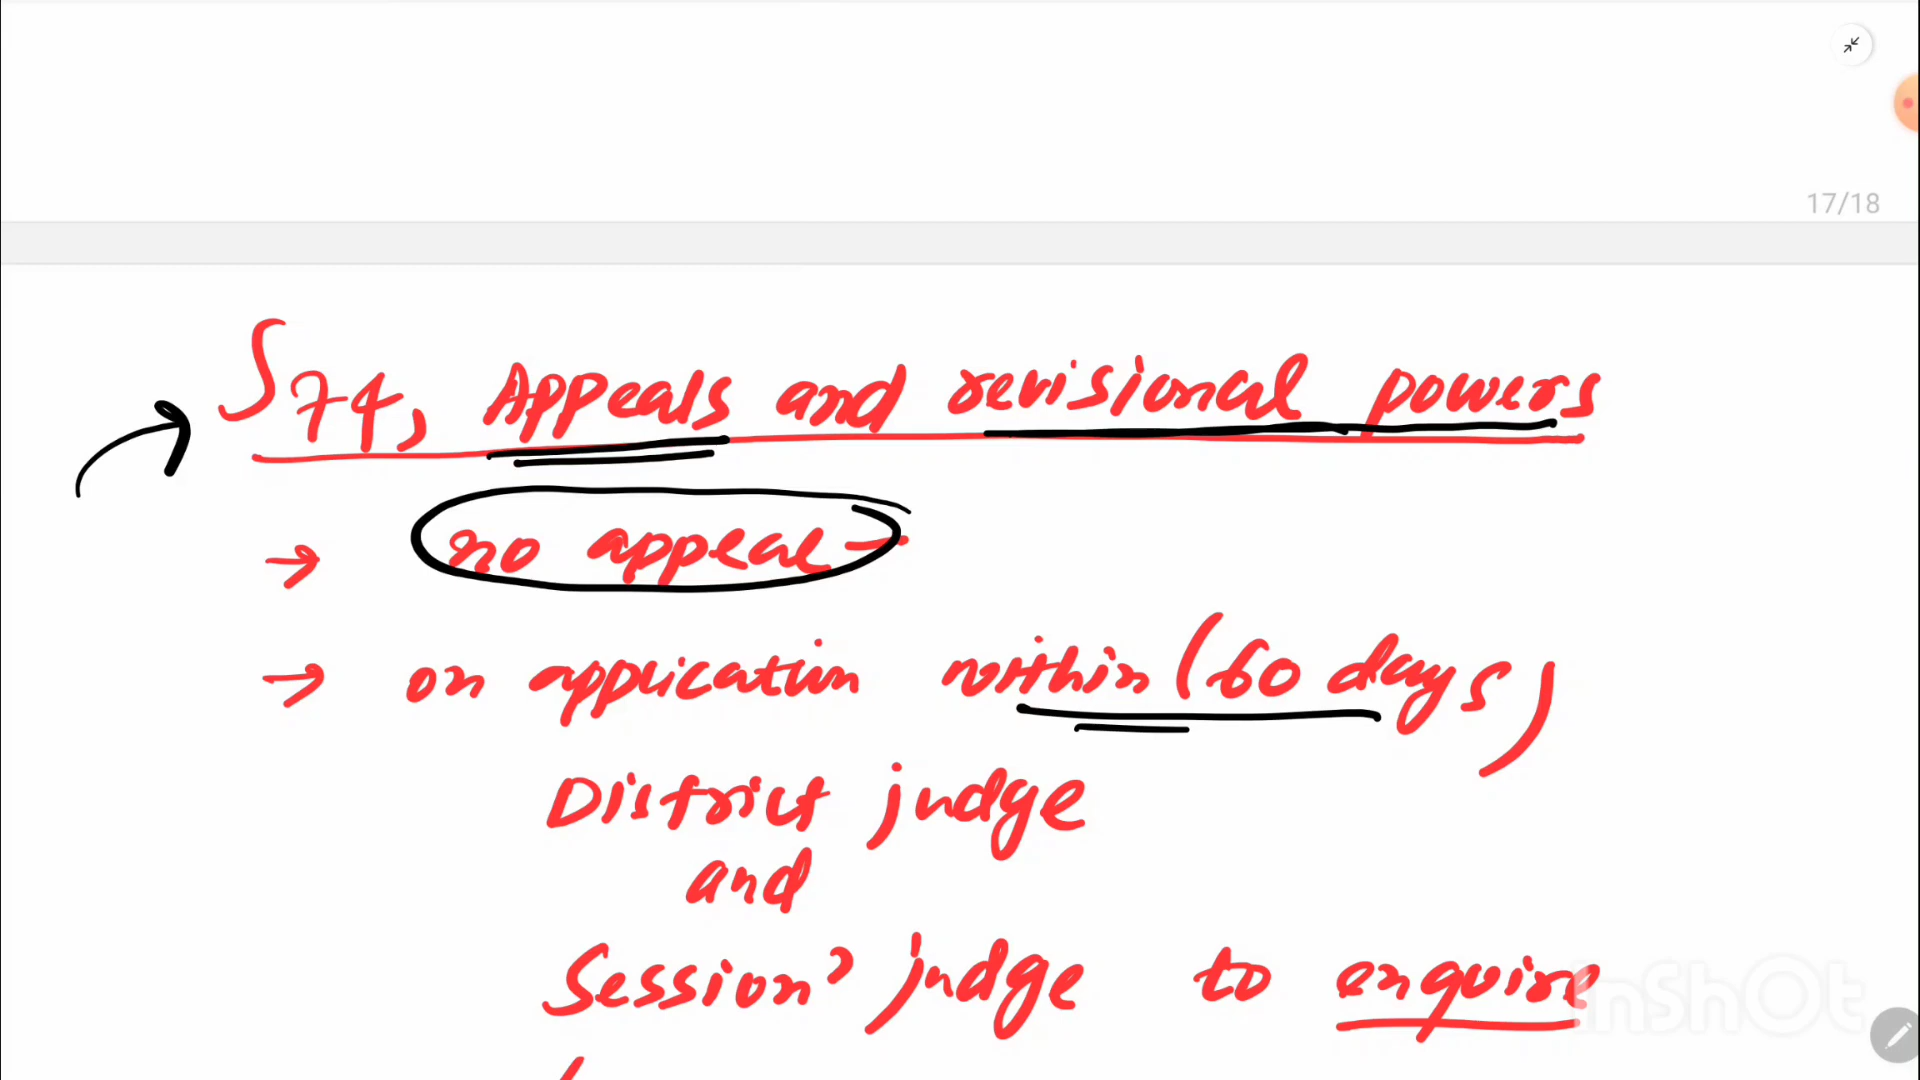 17/18
S 74, Appeals and revisional powers
→ no appeal -
→ on application within (60 days)
District judge
and
Session's judge to enquire
InShOt